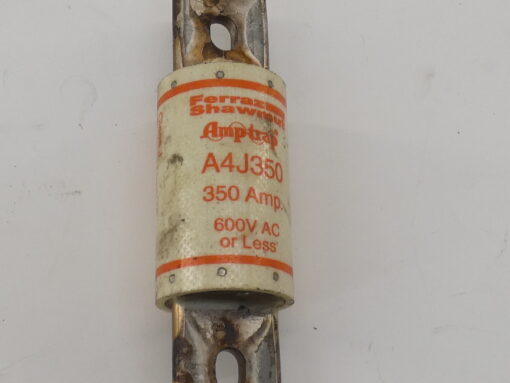 Ferraz
Shawmut
Amp-trap
A4J350
350 Amp.
600V AC
or Less